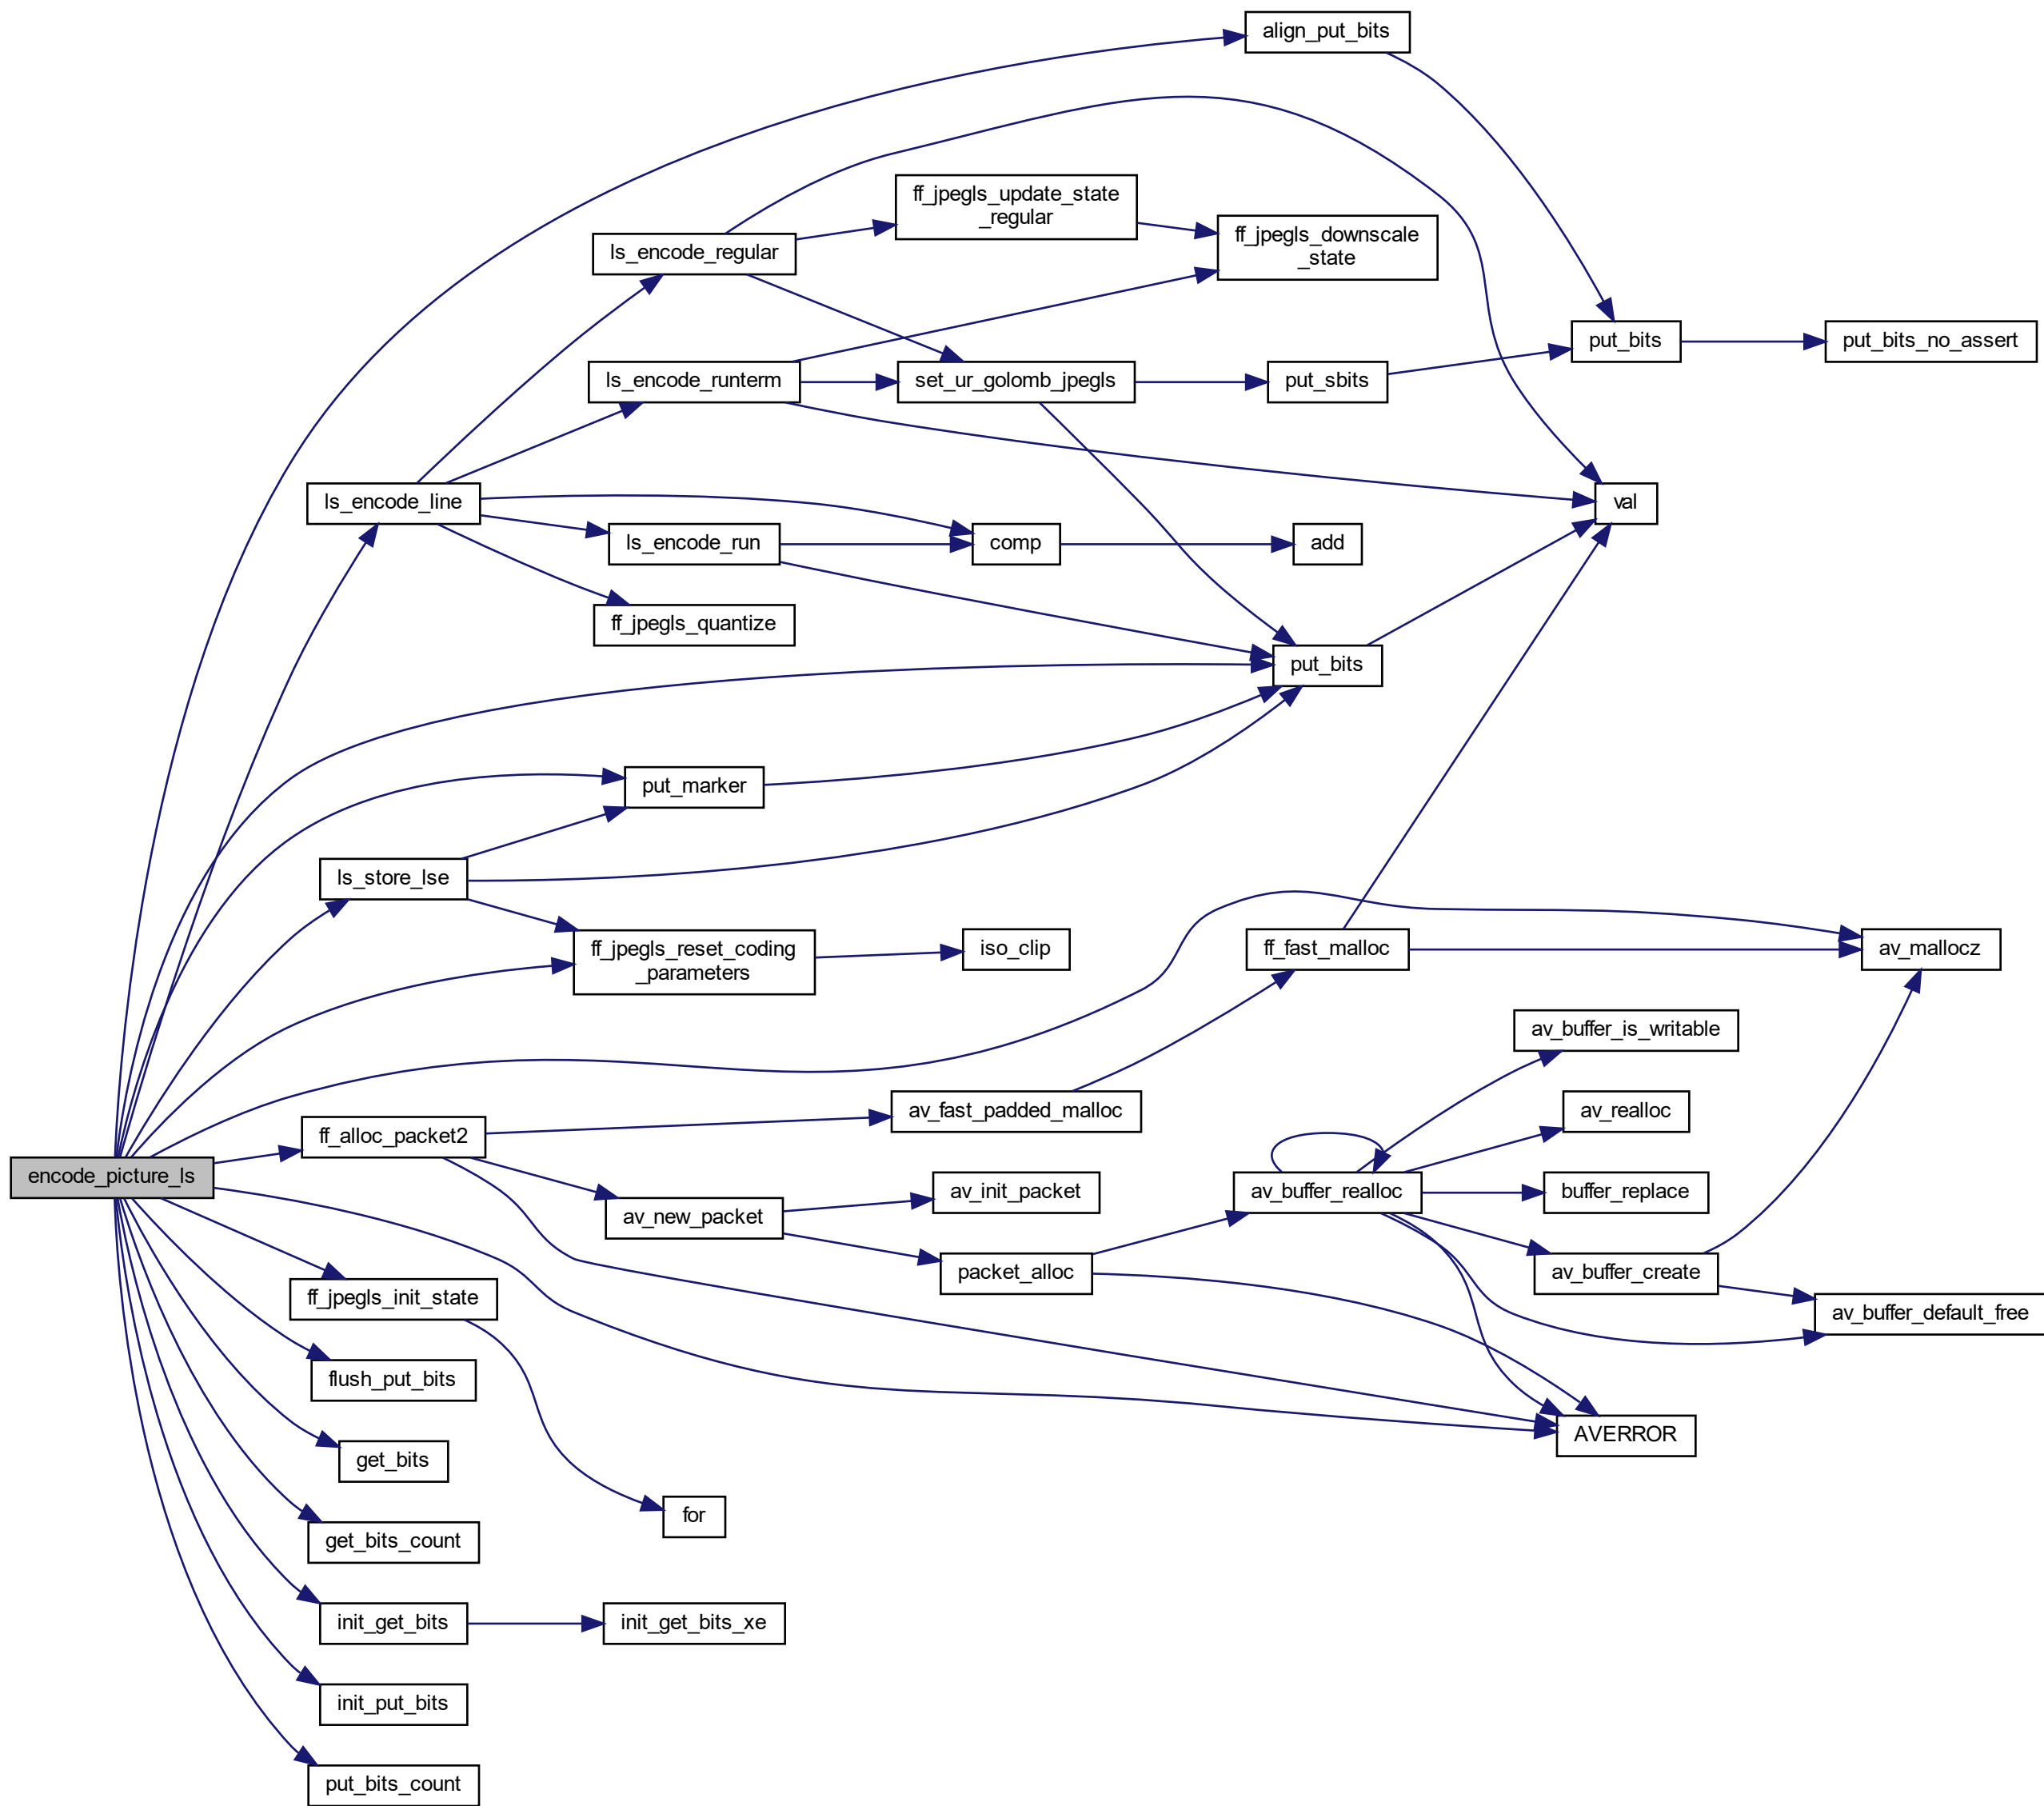 align_put_bits
ff_jpegls_update_state
_regular
ls_encode_regular
ff_jpegls_downscale
_state
put_bits
put_bits_no_assert
ls_encode_runterm
set_ur_golomb_jpegls
put_sbits
ls_encode_line
val
ls_encode_run
comp
add
ff_jpegls_quantize
put_bits
put_marker
ls_store_lse
ff_jpegls_reset_coding
_parameters
iso_clip
ff_fast_malloc
av_mallocz
av_buffer_is_writable
av_fast_padded_malloc
av_realloc
ff_alloc_packet2
encode_picture_ls
av_init_packet
av_buffer_realloc
buffer_replace
av_new_packet
packet_alloc
av_buffer_create
ff_jpegls_init_state
av_buffer_default_free
flush_put_bits
AVERROR
get_bits
for
get_bits_count
init_get_bits
init_get_bits_xe
init_put_bits
put_bits_count